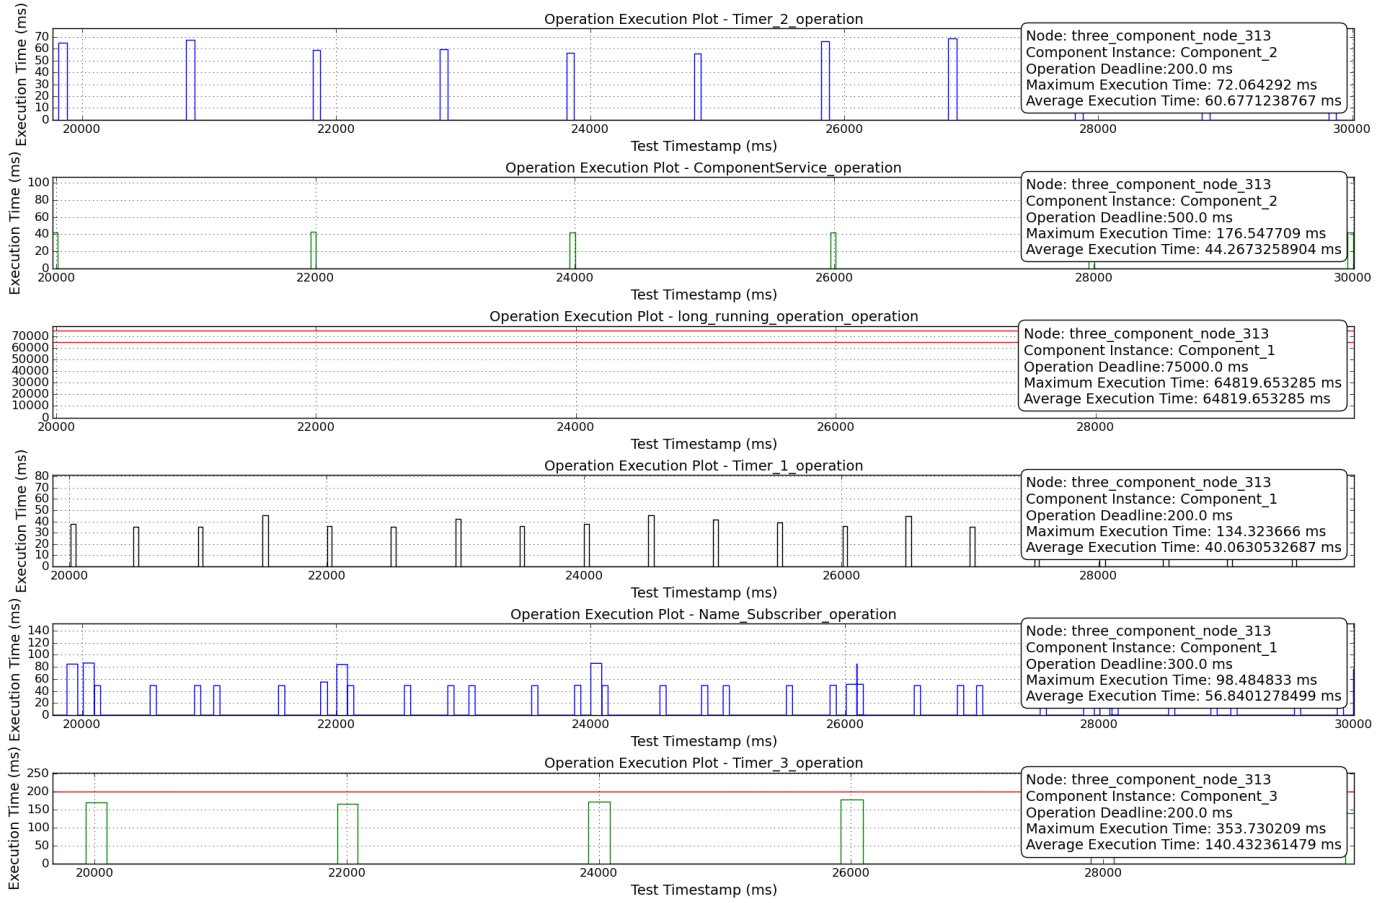 Operation Execution Plot - Timer_2_operation
Execution Time (ms)
70
60
50
40
30
20
10
0
20000 22000 24000 26000 28000 30000
Test Timestamp (ms)
Node: three_component_node_313
Component Instance: Component_2
Operation Deadline:200.0 ms
Maximum Execution Time: 72.064292 ms
Average Execution Time: 60.6771238767 ms
Operation Execution Plot - ComponentService_operation
Execution Time (ms)
100
80
60
40
20
0
20000 22000 24000 26000 28000 30000
Test Timestamp (ms)
Node: three_component_node_313
Component Instance: Component_2
Operation Deadline:500.0 ms
Maximum Execution Time: 176.547709 ms
Average Execution Time: 44.2673258904 ms
Operation Execution Plot - long_running_operation_operation
Execution Time (ms)
70000
60000
50000
40000
30000
20000
10000
0
20000 22000 24000 26000 28000
Test Timestamp (ms)
Node: three_component_node_313
Component Instance: Component_1
Operation Deadline:75000.0 ms
Maximum Execution Time: 64819.653285 ms
Average Execution Time: 64819.653285 ms
Operation Execution Plot - Timer_1_operation
Execution Time (ms)
80
70
60
50
40
30
20
10
0
20000 22000 24000 26000 28000
Test Timestamp (ms)
Node: three_component_node_313
Component Instance: Component_1
Operation Deadline:200.0 ms
Maximum Execution Time: 134.323666 ms
Average Execution Time: 40.0630532687 ms
Operation Execution Plot - Name_Subscriber_operation
Execution Time (ms)
140
120
100
80
60
40
20
0
20000 22000 24000 26000 28000 30000
Test Timestamp (ms)
Node: three_component_node_313
Component Instance: Component_1
Operation Deadline:300.0 ms
Maximum Execution Time: 98.484833 ms
Average Execution Time: 56.8401278499 ms
Operation Execution Plot - Timer_3_operation
Execution Time (ms)
250
200
150
100
50
0
20000 22000 24000 26000 28000
Test Timestamp (ms)
Node: three_component_node_313
Component Instance: Component_3
Operation Deadline:200.0 ms
Maximum Execution Time: 353.730209 ms
Average Execution Time: 140.432361479 ms